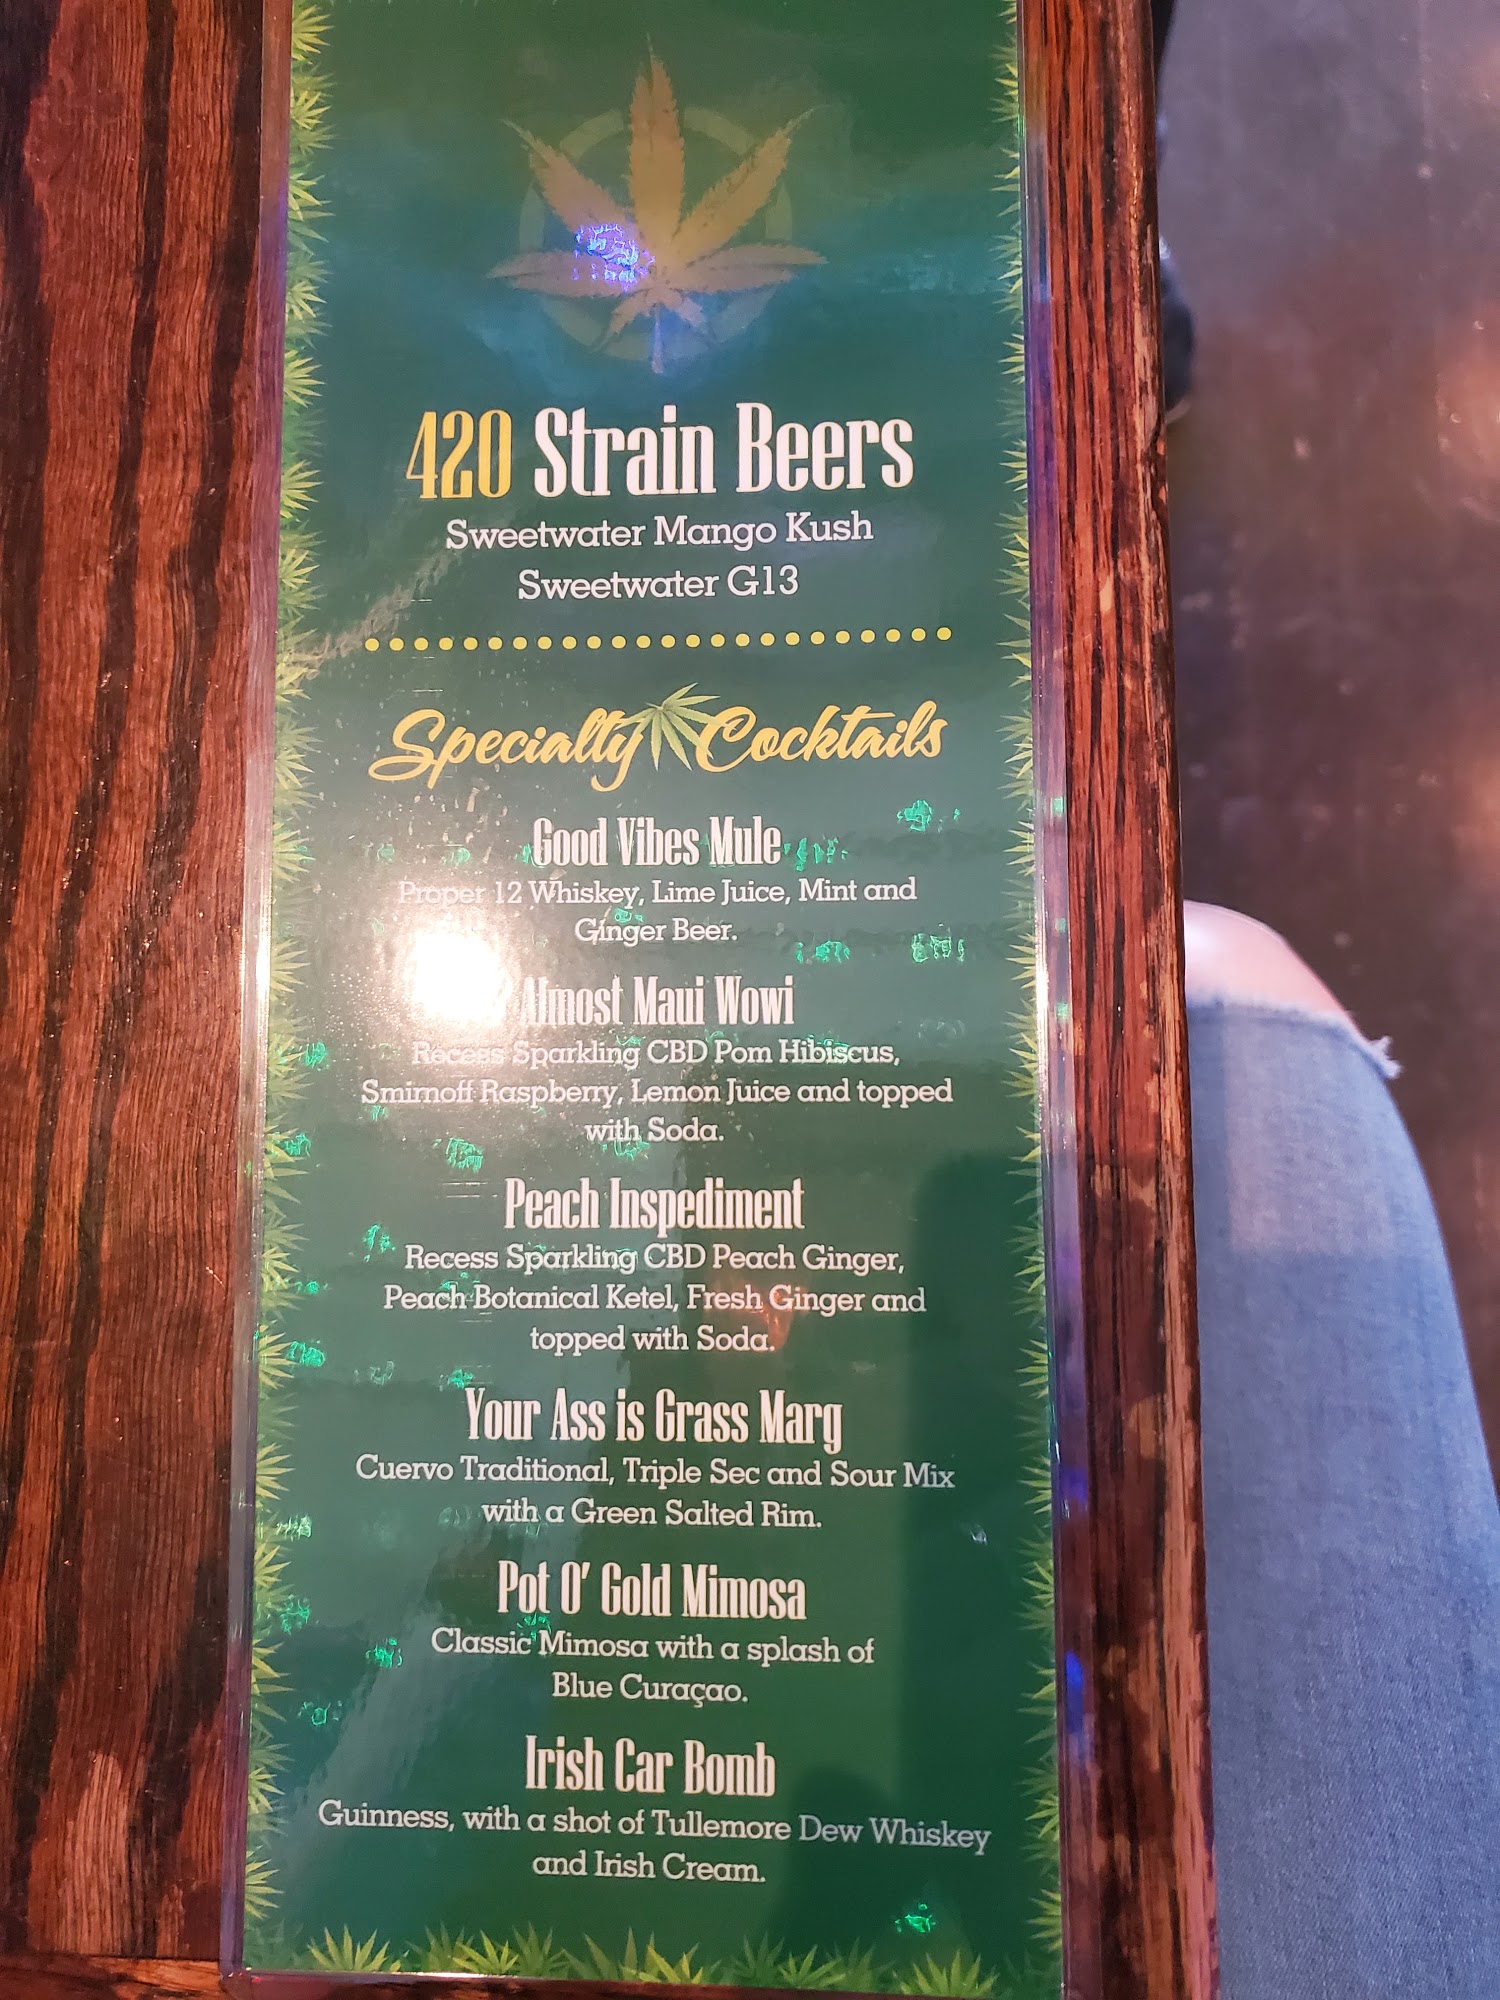 420 Strain Beers
Sweetwater Mango Kush
Sweetwater G13
Specialty Cocktails
Good Vibes Mule
Proper 12 Whiskey, Lime Juice, Mint and
Ginger Beer.
Almost Maui Wowi
Recess Sparkling CBD Pom Hibiscus,
Smirnoff Raspberry, Lemon Juice and topped
with Soda.
Peach Inspediment
Recess Sparkling CBD Peach Ginger,
Peach Botanical Ketel, Fresh Ginger and
topped with Soda.
Your Ass is Grass Marg
Cuervo Traditional, Triple Sec and Sour Mix
with a Green Salted Rim.
Pot O' Gold Mimosa
Classic Mimosa with a splash of
Blue Curaçao.
Irish Car Bomb
Guinness, with a shot of Tullemore Dew Whiskey
and Irish Cream.